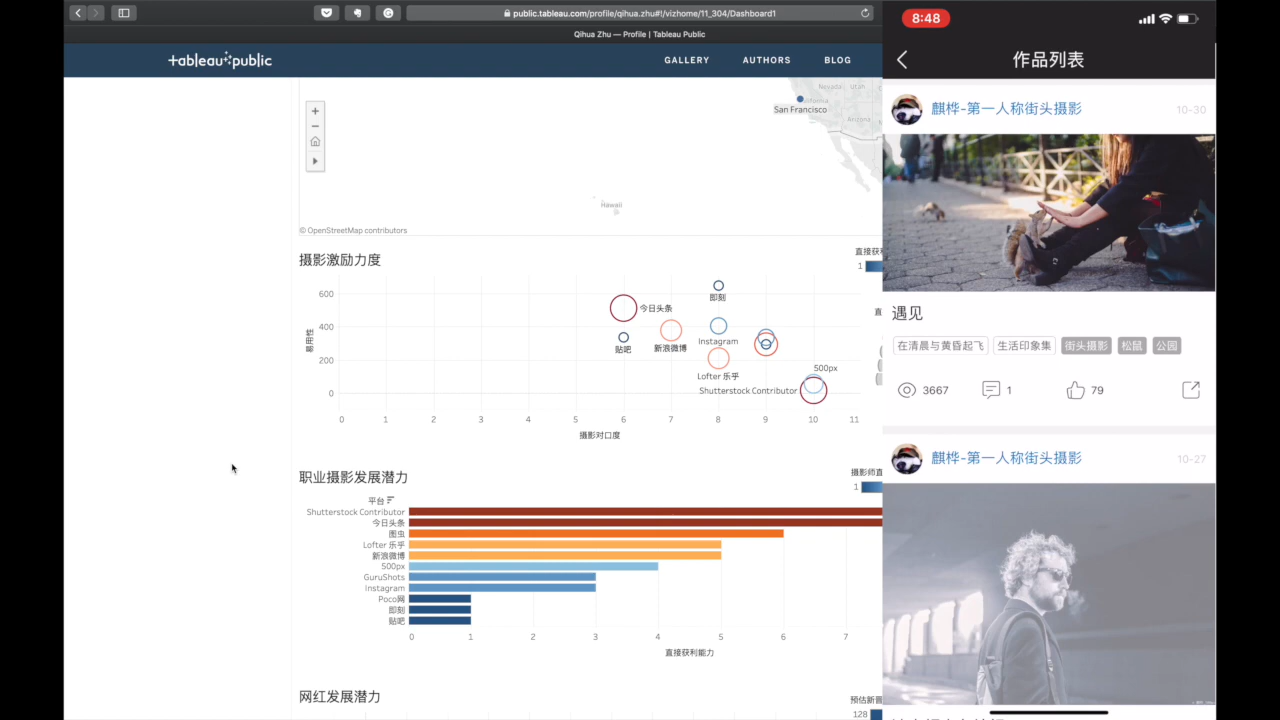 public.tableau.com/profile/qihua.zhu#!/vizhome/11_304/Dashboard1
Qihua Zhu — Profile | Tableau Public
+ableau+public
GALLERY
AUTHORS
BLOG
Nevada
Utah
California
San Francisco
Arizona
Hawaii
© OpenStreetMap contributors
摄影激励力度
直接获利
1
600
400
200
0
易用性
今日头条
贴吧
新浪微博
即刻
Instagram
Lofter 乐乎
500px
Shutterstock Contributor
0 1 2 3 4 5 6 7 8 9 10 11
摄影对口度
直
职业摄影发展潜力
摄影师直
1
平台
Shutterstock Contributor
今日头条
图虫
Lofter 乐乎
新浪微博
500px
GuruShots
Instagram
Poco网
即刻
贴吧
0 1 2 3 4 5 6 7
直接获利能力
网红发展潜力
预估新晋
128
8:48
作品列表
麒桦-第一人称街头摄影
10-30
遇见
在清晨与黄昏起飞 生活印象集 街头摄影 松鼠 公园
3667 1 79
麒桦-第一人称街头摄影
10-27